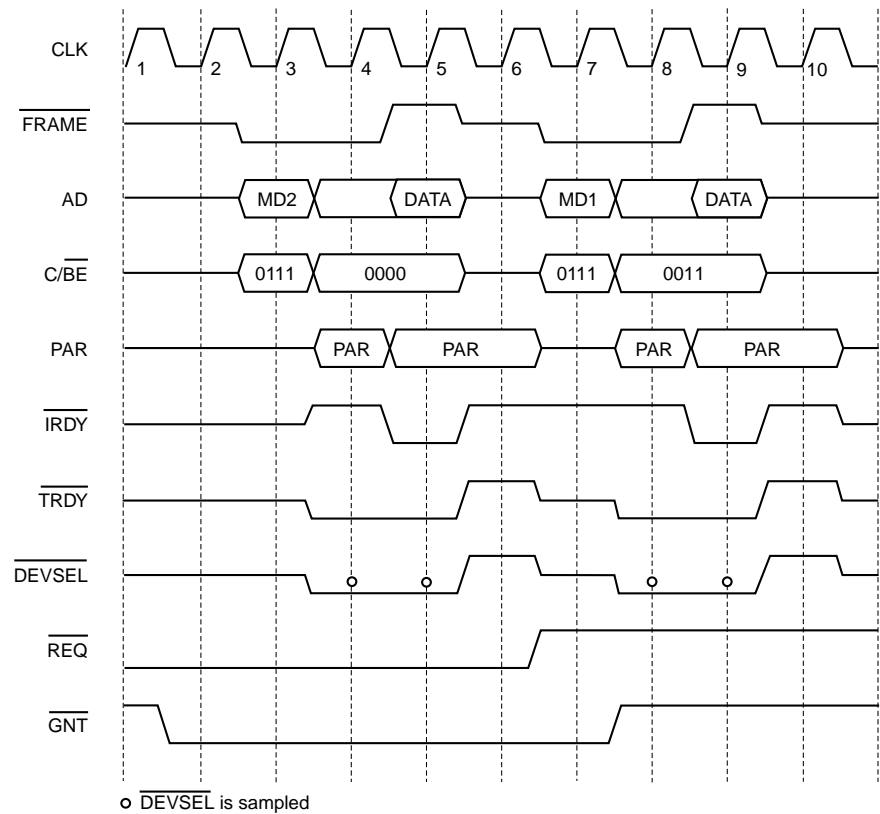 CLK
1 2 3 4 5 6 7 8 9 10
FRAME
AD
MD2 DATA MD1 DATA
C/BE
0111 0000 0111 0011
PAR
PAR PAR PAR PAR
IRDY
TRDY
DEVSEL
REQ
GNT
DEVSEL is sampled